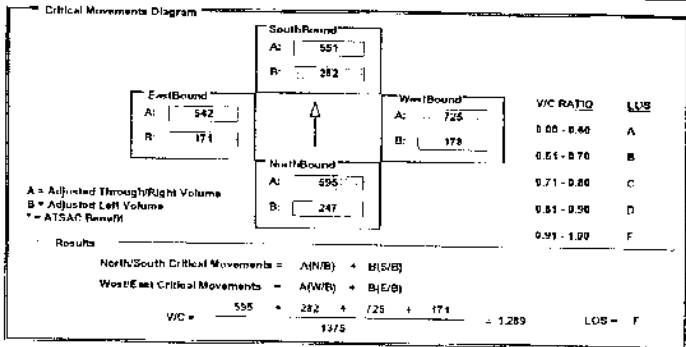 Critical Movements Diagram
SouthBound
A: 551
B: 282
EastBound
A: 542
B: 171
WestBound
A: 725
B: 178
NorthBound
A: 595
B: 247
V/C RATIO LOS
0.00 - 0.60 A
0.61 - 0.70 B
0.71 - 0.80 C
0.81 - 0.90 D
0.91 - 1.00 E
A = Adjusted Through/Right Volume
B = Adjusted Left Volume
* = ATSAC Benefit
Results
North/South Critical Movements = A(N/B) + B(S/B)
West/East Critical Movements = A(W/B) + B(E/B)
V/C = 595 + 282 + 725 + 171 = 1.289 LOS = F
1375